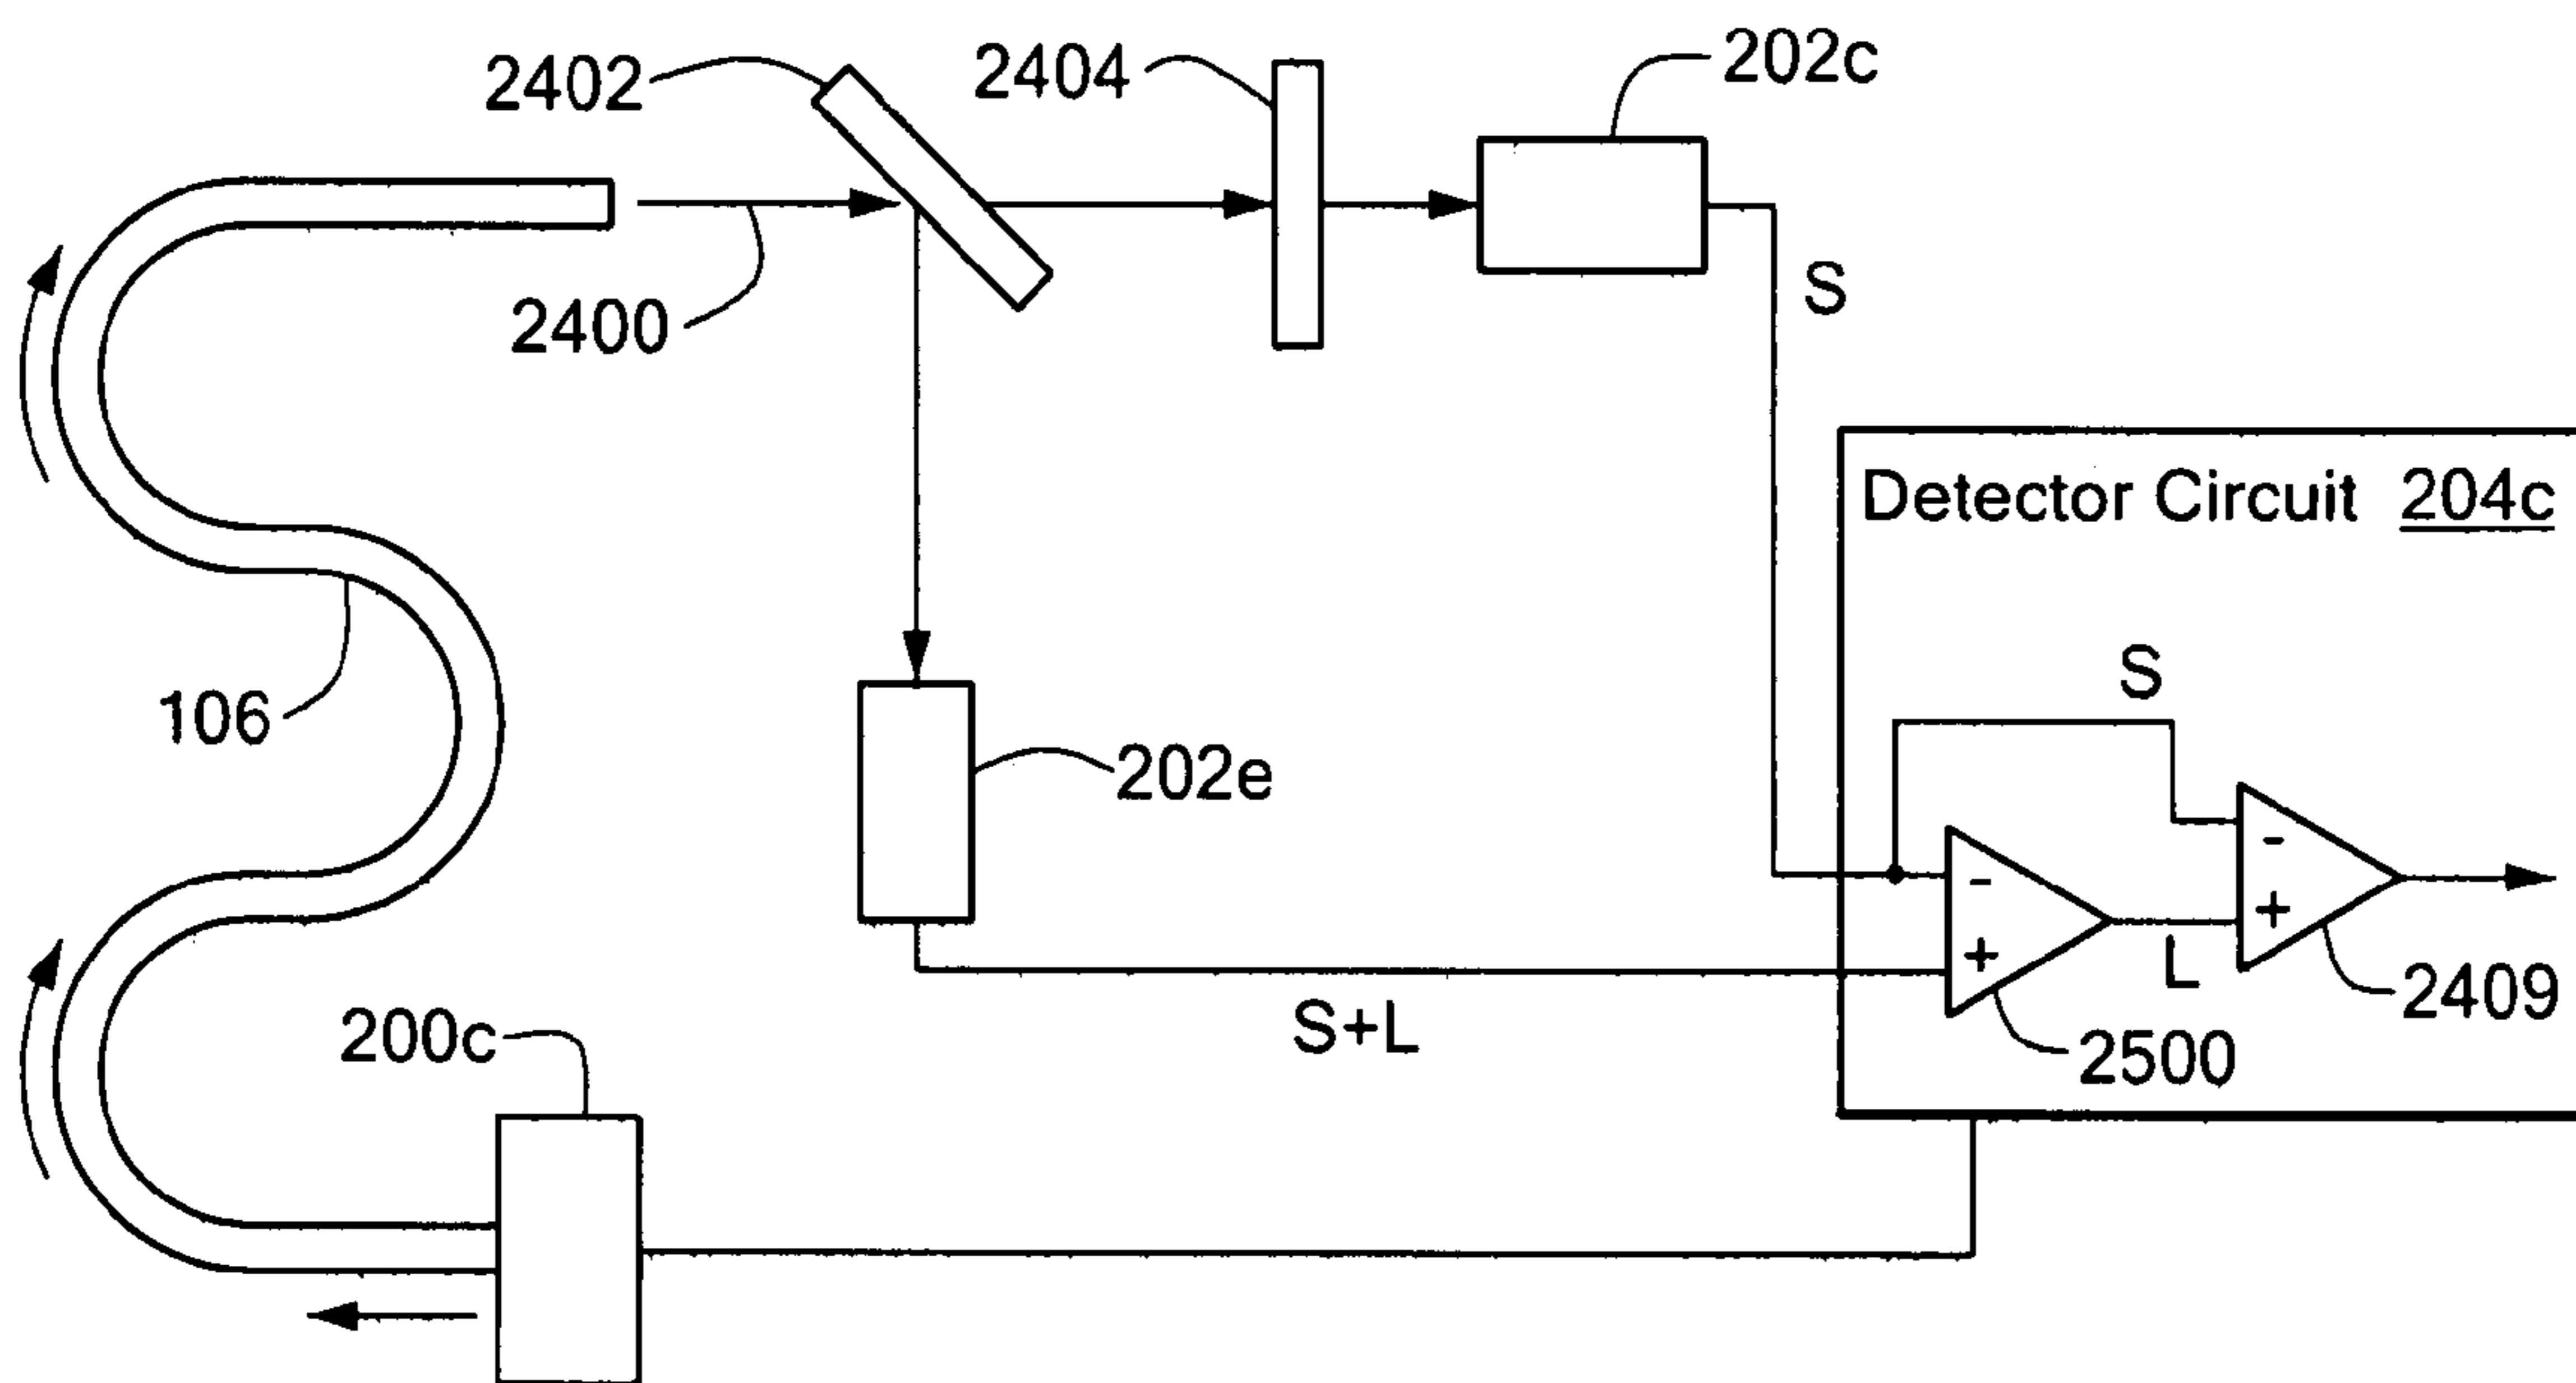 2402
2404
202c
2400
S
Detector Circuit 204c
S
106
202e
-
+
-
+
L
2409
S+L
2500
200c